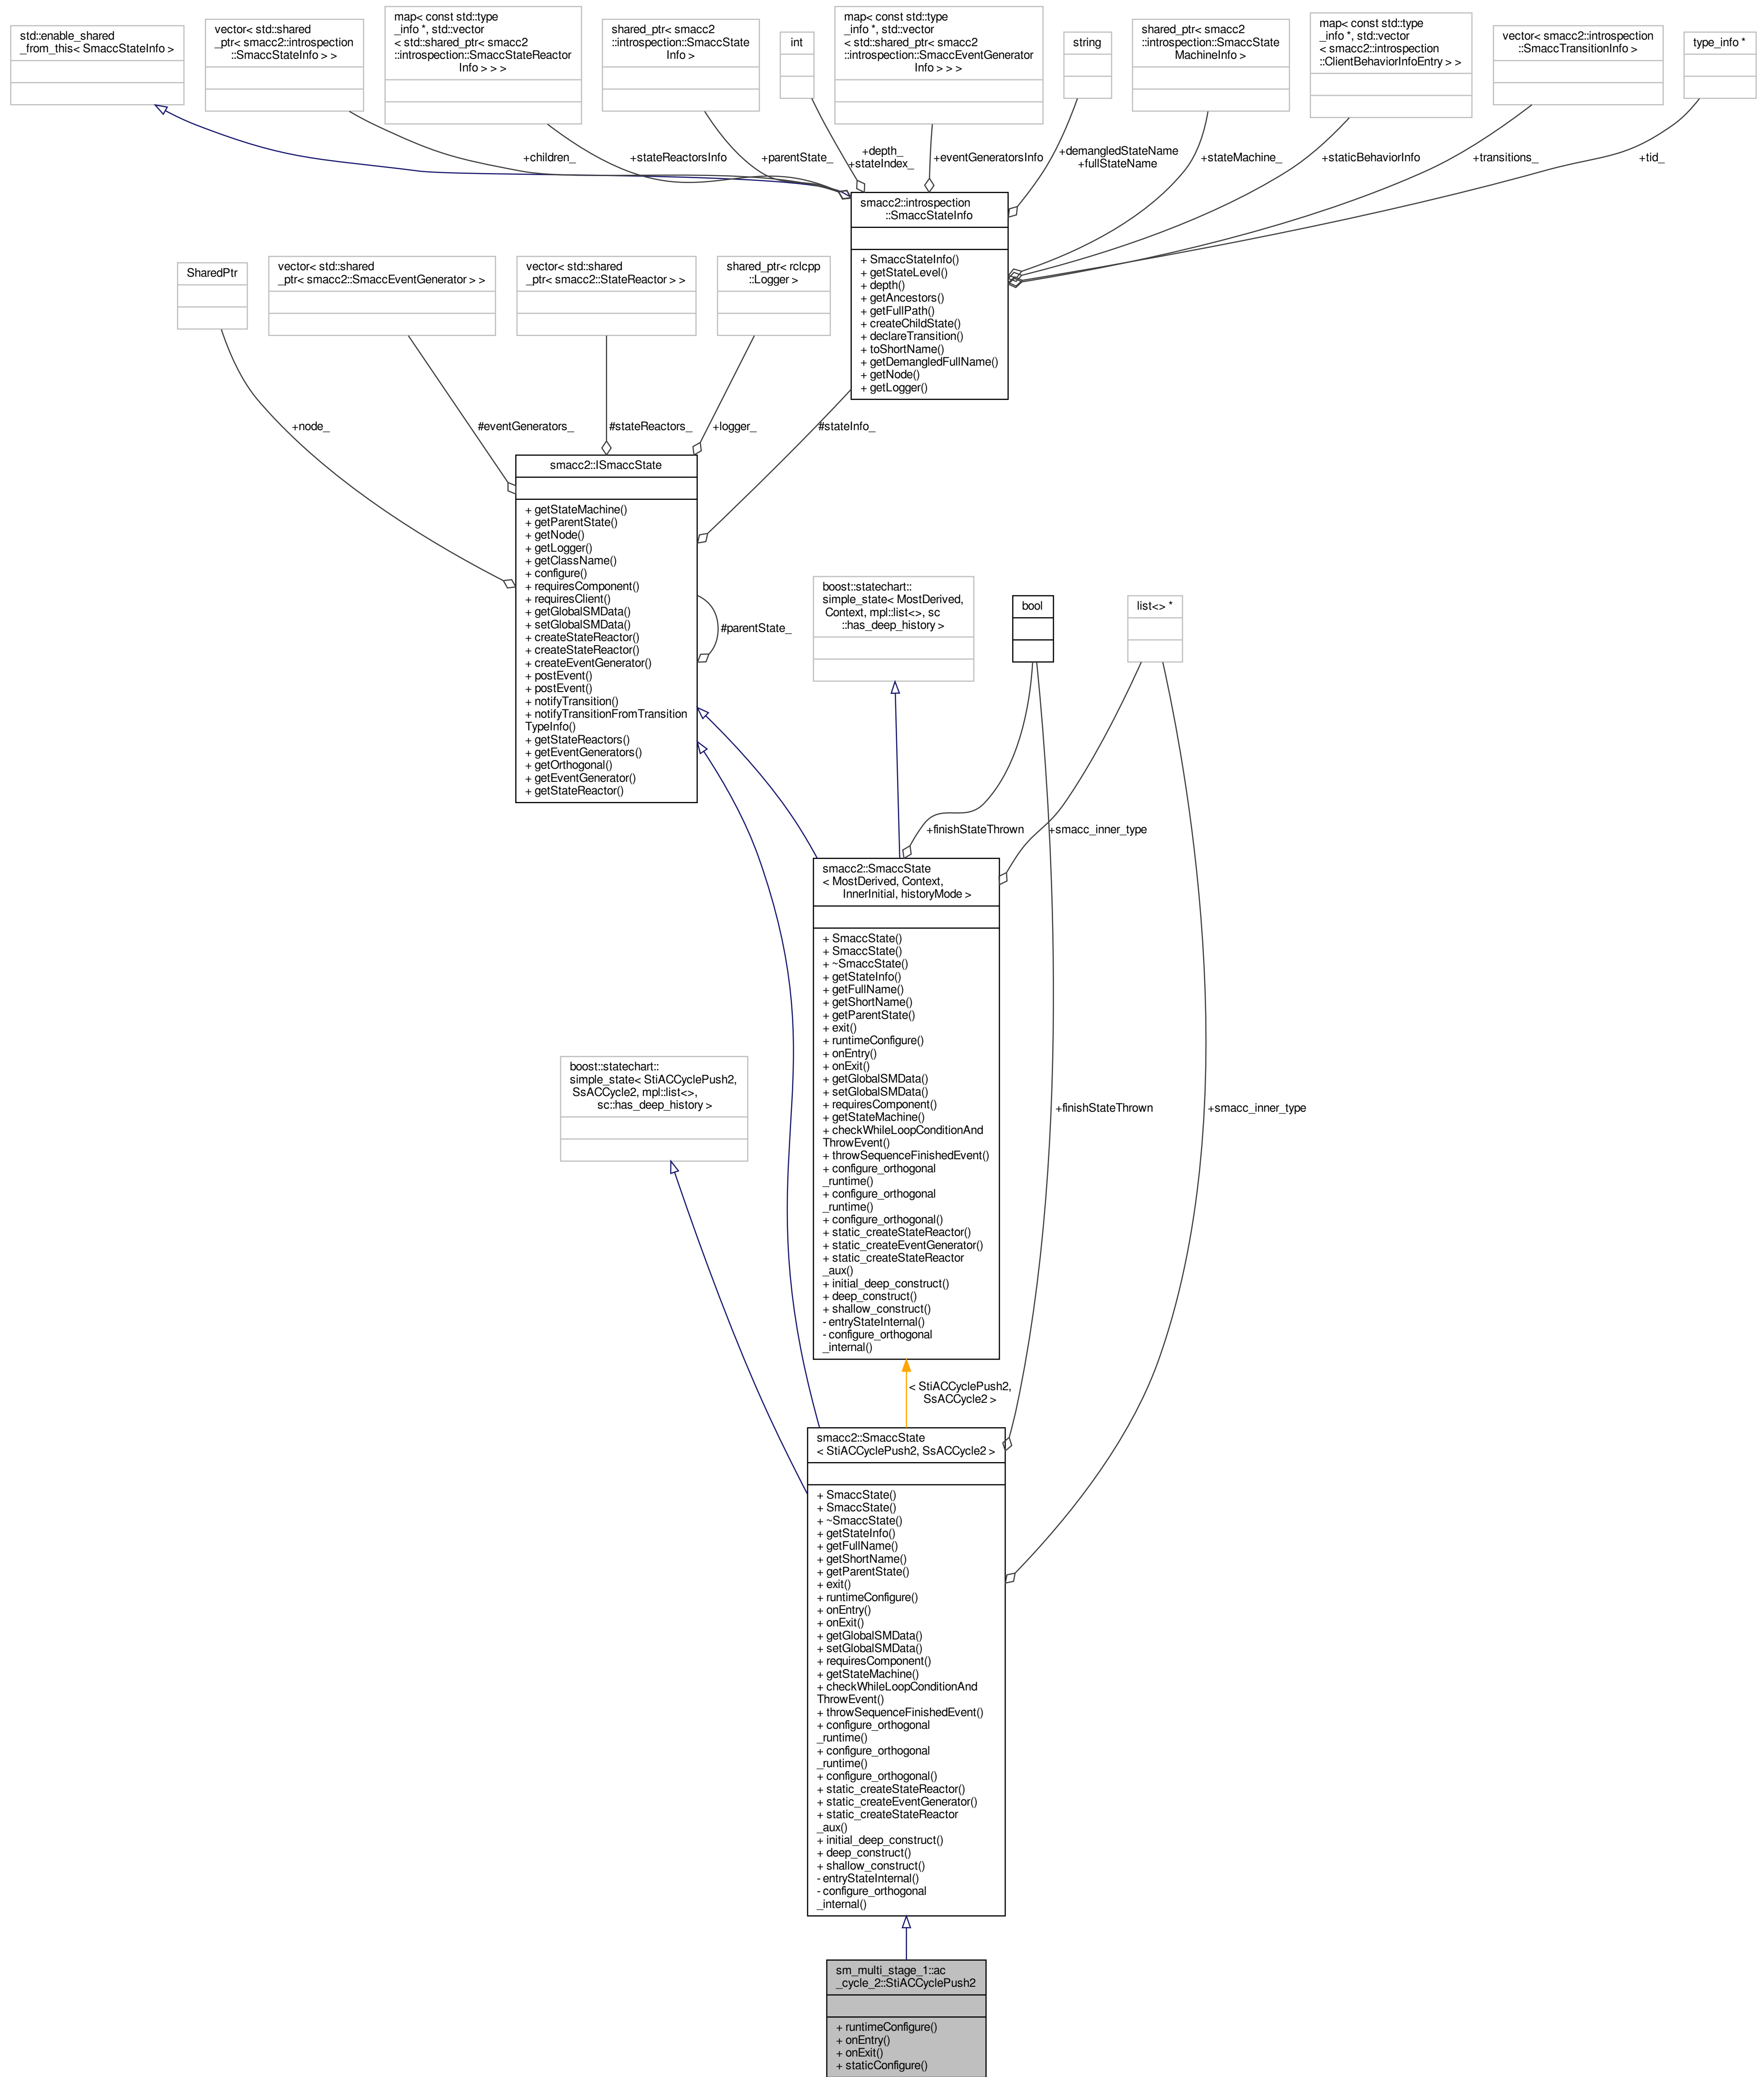 std::enable_shared
_from_this< SmaccStateInfo >
vector< std::shared
_ptr< smacc2::introspection
::SmaccStateInfo > >
map< const std::type
_info *, std::vector
< std::shared_ptr< smacc2
::introspection::SmaccStateReactor
Info > > >
shared_ptr< smacc2
::introspection::SmaccState
Info >
int
map< const std::type
_info *, std::vector
< std::shared_ptr< smacc2
::introspection::SmaccEventGenerator
Info > > >
string
shared_ptr< smacc2
::introspection::SmaccState
MachineInfo >
map< const std::type
_info *, std::vector
< smacc2::introspection
::ClientBehaviorInfoEntry > >
vector< smacc2::introspection
::SmaccTransitionInfo >
type_info *
+children_
+stateReactorsInfo
+parentState_
+depth_
+stateIndex_
+eventGeneratorsInfo
+demangledStateName
+fullStateName
+stateMachine_
+staticBehaviorInfo
+transitions_
+tid_
smacc2::introspection
::SmaccStateInfo
+ SmaccStateInfo()
+ getStateLevel()
+ depth()
+ getAncestors()
+ getFullPath()
+ createChildState()
+ declareTransition()
+ toShortName()
+ getDemangledFullName()
+ getNode()
+ getLogger()
SharedPtr
vector< std::shared
_ptr< smacc2::SmaccEventGenerator > >
vector< std::shared
_ptr< smacc2::StateReactor > >
shared_ptr< rclcpp
::Logger >
+node_
#eventGenerators_
#stateReactors_
+logger_
#stateInfo_
smacc2::ISmaccState
+ getStateMachine()
+ getParentState()
+ getNode()
+ getLogger()
+ getClassName()
+ configure()
+ requiresComponent()
+ requiresClient()
+ getGlobalSMData()
+ setGlobalSMData()
+ createStateReactor()
+ createStateReactor()
+ createEventGenerator()
+ postEvent()
+ postEvent()
+ notifyTransition()
+ notifyTransitionFromTransition
TypeInfo()
+ getStateReactors()
+ getEventGenerators()
+ getOrthogonal()
+ getEventGenerator()
+ getStateReactor()
#parentState_
boost::statechart::
simple_state< MostDerived,
Context, mpl::list<>, sc
::has_deep_history >
bool
list<> *
+finishStateThrown
+smacc_inner_type
smacc2::SmaccState
< MostDerived, Context,
InnerInitial, historyMode >
+ SmaccState()
+ SmaccState()
+ ~SmaccState()
+ getStateInfo()
+ getFullName()
+ getShortName()
+ getParentState()
+ exit()
+ runtimeConfigure()
+ onEntry()
+ onExit()
+ getGlobalSMData()
+ setGlobalSMData()
+ requiresComponent()
+ getStateMachine()
+ checkWhileLoopConditionAnd
ThrowEvent()
+ throwSequenceFinishedEvent()
+ configure_orthogonal
_runtime()
+ configure_orthogonal
_runtime()
+ configure_orthogonal()
+ static_createStateReactor()
+ static_createEventGenerator()
+ static_createStateReactor
_aux()
+ initial_deep_construct()
+ deep_construct()
+ shallow_construct()
- entryStateInternal()
- configure_orthogonal
_internal()
boost::statechart::
simple_state< StiACCyclePush2,
SsACCycle2, mpl::list<>,
sc::has_deep_history >
+finishStateThrown
+smacc_inner_type
< StiACCyclePush2,
SsACCycle2 >
smacc2::SmaccState
< StiACCyclePush2, SsACCycle2 >
+ SmaccState()
+ SmaccState()
+ ~SmaccState()
+ getStateInfo()
+ getFullName()
+ getShortName()
+ getParentState()
+ exit()
+ runtimeConfigure()
+ onEntry()
+ onExit()
+ getGlobalSMData()
+ setGlobalSMData()
+ requiresComponent()
+ getStateMachine()
+ checkWhileLoopConditionAnd
ThrowEvent()
+ throwSequenceFinishedEvent()
+ configure_orthogonal
_runtime()
+ configure_orthogonal
_runtime()
+ configure_orthogonal()
+ static_createStateReactor()
+ static_createEventGenerator()
+ static_createStateReactor
_aux()
+ initial_deep_construct()
+ deep_construct()
+ shallow_construct()
- entryStateInternal()
- configure_orthogonal
_internal()
sm_multi_stage_1::ac
_cycle_2::StiACCyclePush2
+ runtimeConfigure()
+ onEntry()
+ onExit()
+ staticConfigure()